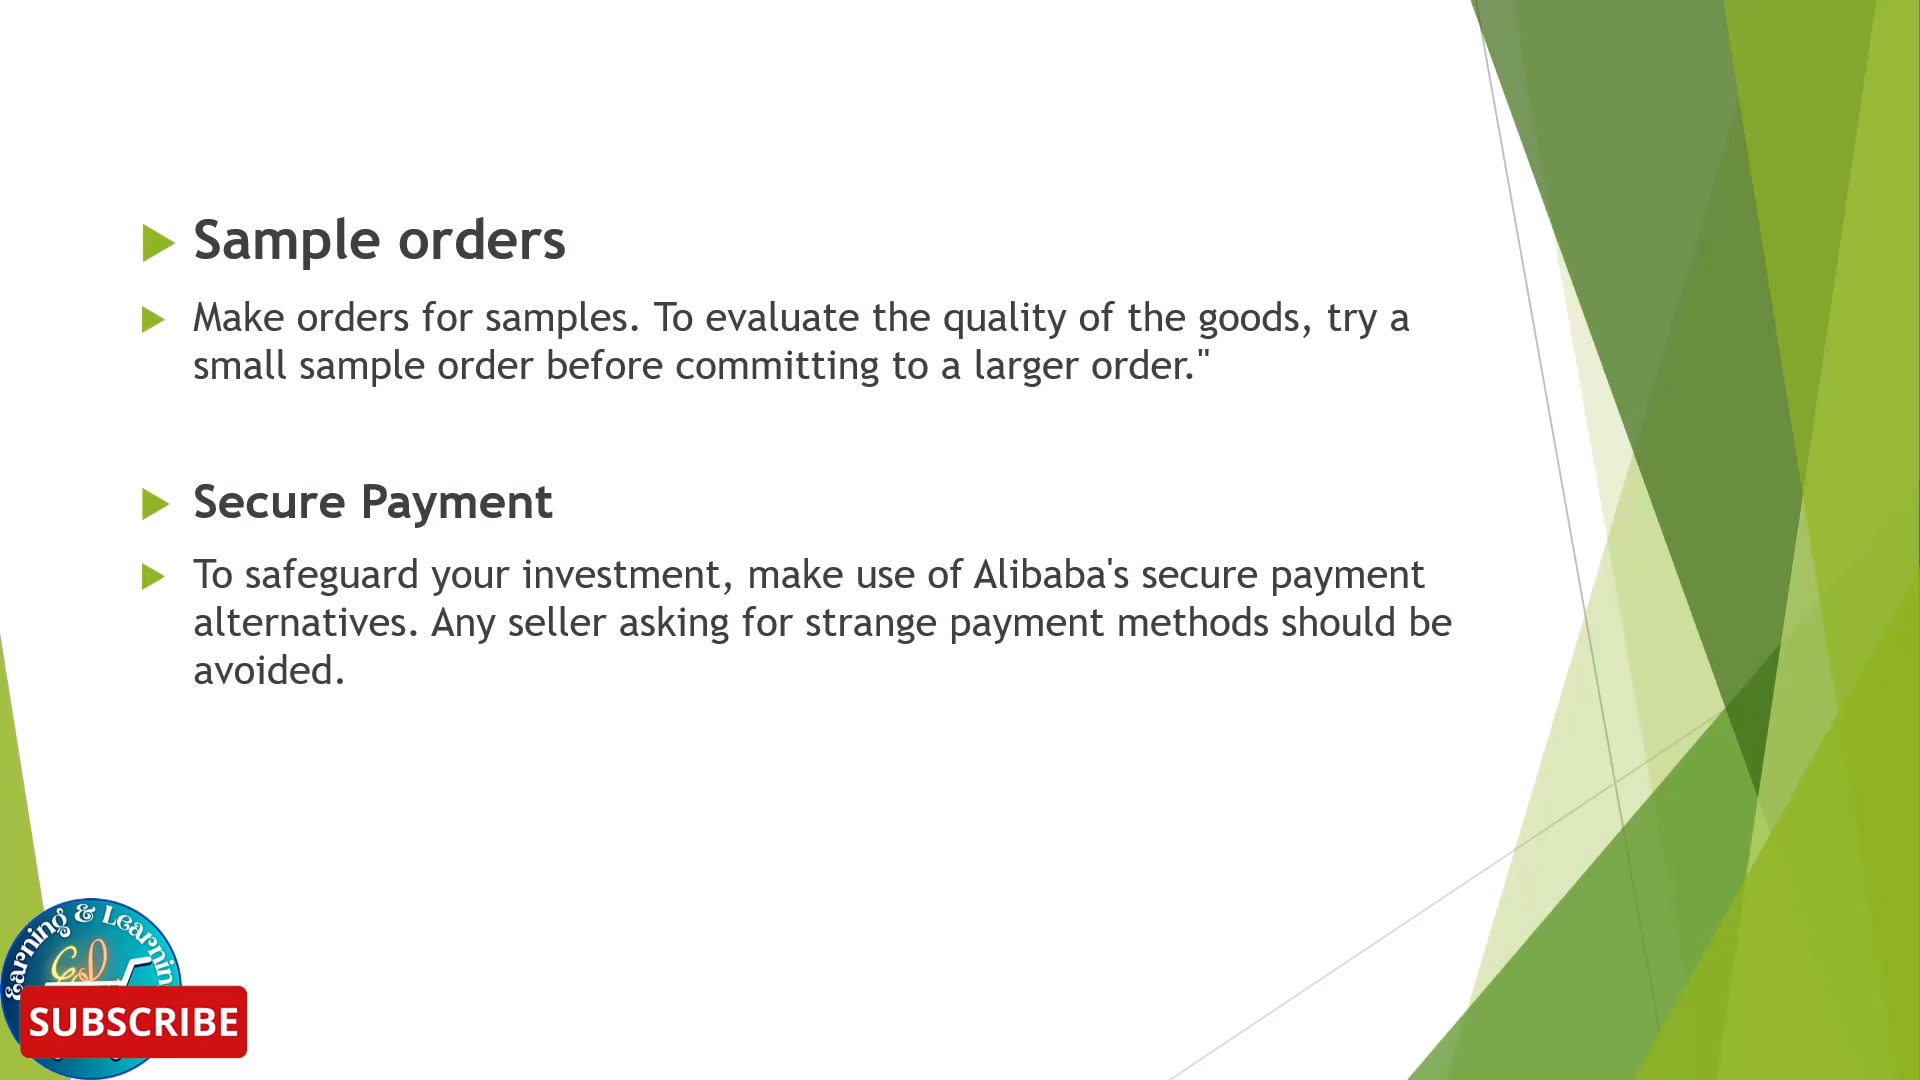 Sample orders
Make orders for samples. To evaluate the quality of the goods, try a
small sample order before committing to a larger order."
Secure Payment
To safeguard your investment, make use of Alibaba's secure payment
alternatives. Any seller asking for strange payment methods should be
avoided.
Earning & Learning
SUBSCRIBE